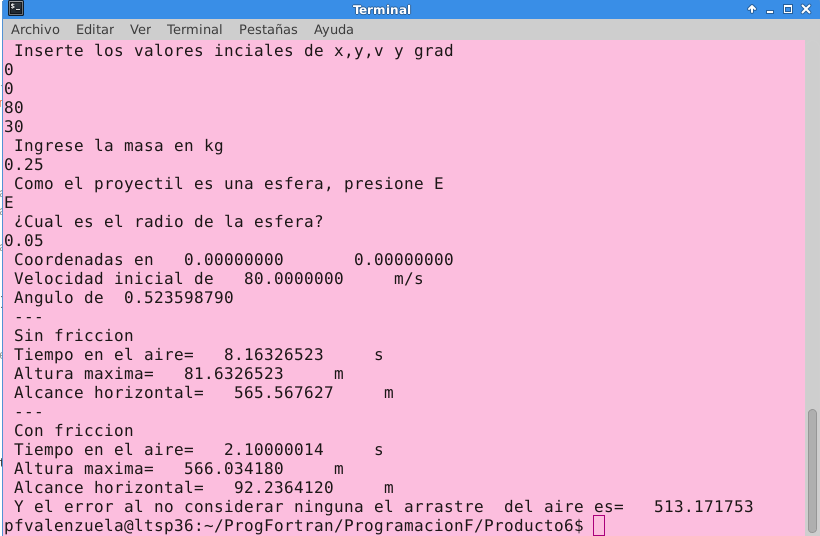 Terminal
Archivo Editar Ver Terminal Pestañas Ayuda
Inserte los valores inciales de x,y,v y grad
0
0
80
30
Ingrese la masa en kg
0.25
Como el proyectil es una esfera, presione E
E
¿Cual es el radio de la esfera?
0.05
Coordenadas en 0.00000000 0.00000000
Velocidad inicial de 80.0000000 m/s
Angulo de 0.523598790
---
Sin friccion
Tiempo en el aire= 8.16326523 s
Altura maxima= 81.6326523 m
Alcance horizontal= 565.567627 m
---
Con friccion
Tiempo en el aire= 2.10000014 s
Altura maxima= 566.034180 m
Alcance horizontal= 92.2364120 m
Y el error al no considerar ninguna el arrastre del aire es= 513.171753
pfvalenzuela@ltsp36:~/ProgFortran/ProgramacionF/Producto6$